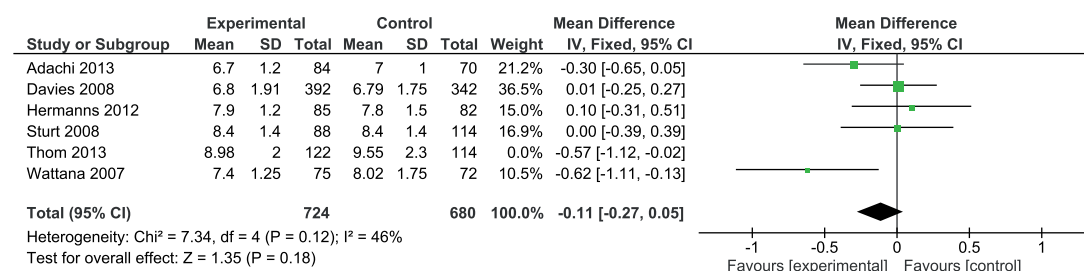 Experimental Control Mean Difference Mean Difference
Study or Subgroup Mean SD Total Mean SD Total Weight IV, Fixed, 95% CI IV, Fixed, 95% CI
Adachi 2013 6.7 1.2 84 7 1 70 21.2% -0.30 [-0.65, 0.05]
Davies 2008 6.8 1.91 392 6.79 1.75 342 36.5% 0.01 [-0.25, 0.27]
Hermanns 2012 7.9 1.2 85 7.8 1.5 82 15.0% 0.10 [-0.31, 0.51]
Sturt 2008 8.4 1.4 88 8.4 1.4 114 16.9% 0.00 [-0.39, 0.39]
Thom 2013 8.98 2 122 9.55 2.3 114 0.0% -0.57 [-1.12, -0.02]
Wattana 2007 7.4 1.25 75 8.02 1.75 72 10.5% -0.62 [-1.11, -0.13]
Total (95% CI) 724 680 100.0% -0.11 [-0.27, 0.05]
Heterogeneity: Chi² = 7.34, df = 4 (P = 0.12); I² = 46%
Test for overall effect: Z = 1.35 (P = 0.18)
-1 -0.5 0 0.5 1
Favours [experimental] Favours [control]